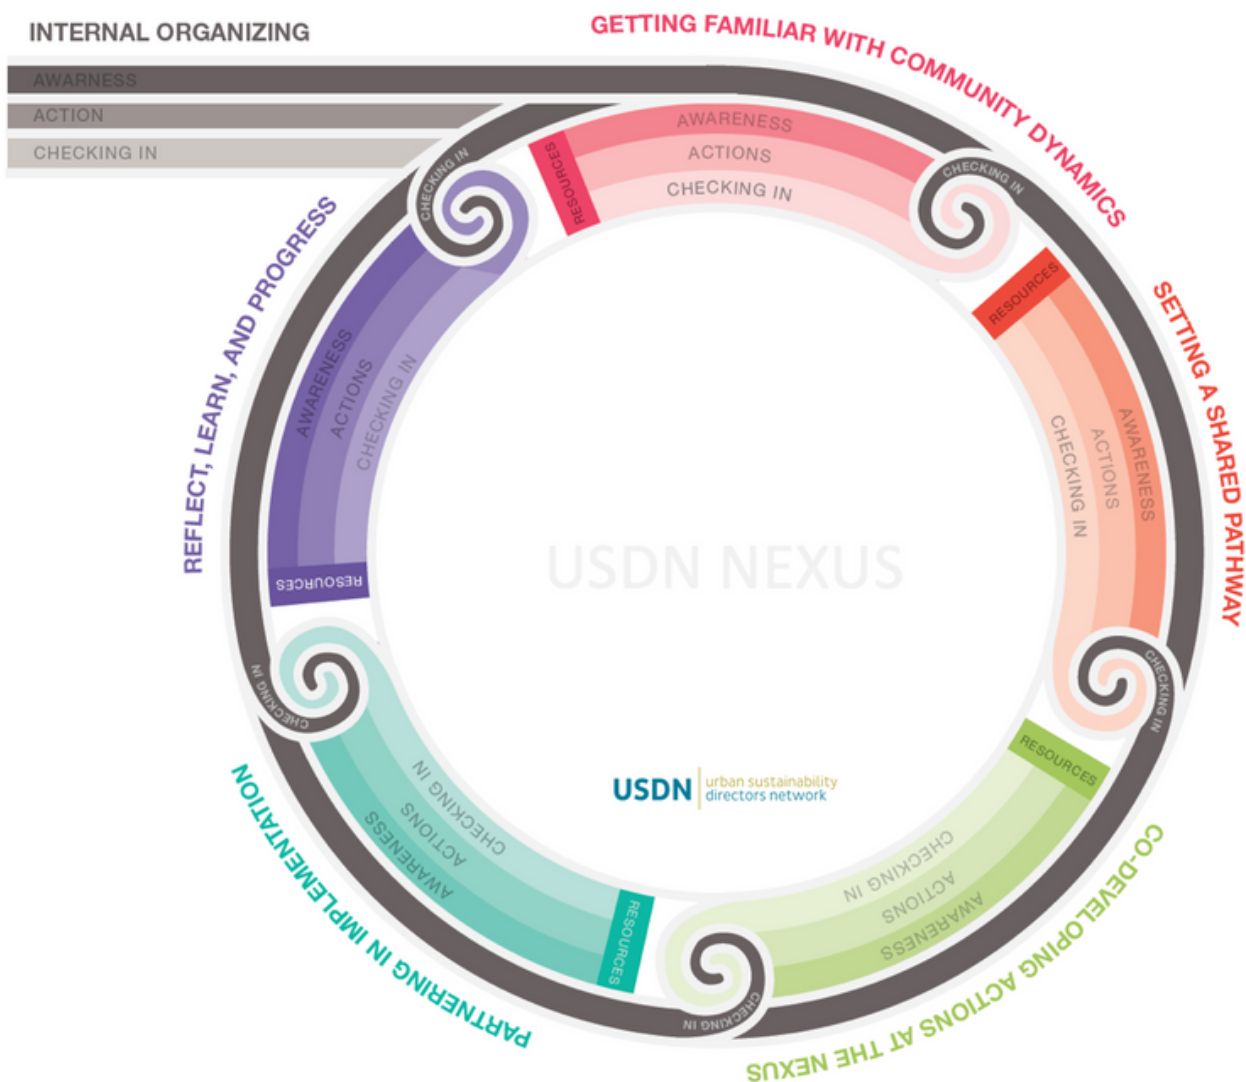 INTERNAL ORGANIZING
AWARNESS
ACTION
CHECKING IN
GETTING FAMILIAR WITH COMMUNITY DYNAMICS
RESOURCES
AWARENESS
ACTIONS
CHECKING IN
CHECKING IN
SETTING A SHARED PATHWAY
RESOURCES
AWARENESS
ACTIONS
CHECKING IN
CHECKING IN
CO-DEVELOPING ACTIONS AT THE NEXUS
RESOURCES
CHECKING IN
ACTIONS
AWARENESS
CHECKING IN
PARTNERING IN IMPLEMENTATION
RESOURCES
CHECKING IN
ACTIONS
AWARENESS
CHECKING IN
REFLECT, LEARN, AND PROGRESS
RESOURCES
AWARENESS
ACTIONS
CHECKING IN
CHECKING IN
USDN NEXUS
USDN
urban sustainability
directors network